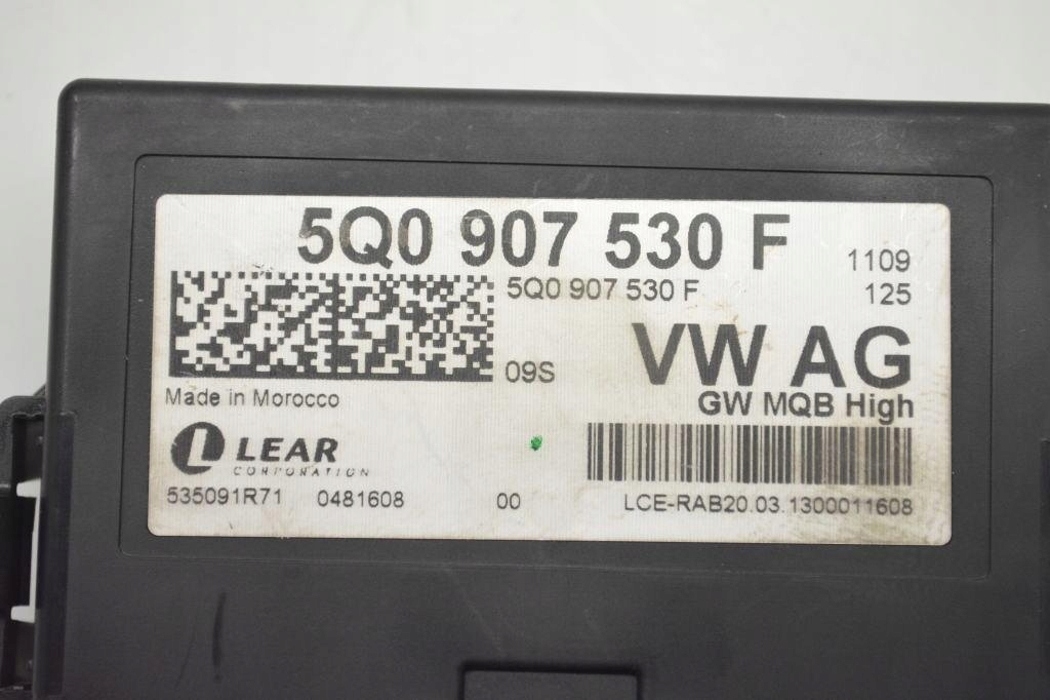 5Q0 907 530 F
1109
5Q0 907 530 F
125
VW AG
09S
GW MQB High
Made in Morocco
LEAR
CORPORATION
535091R71 0481608 00 LCE-RAB20.03.1300011608